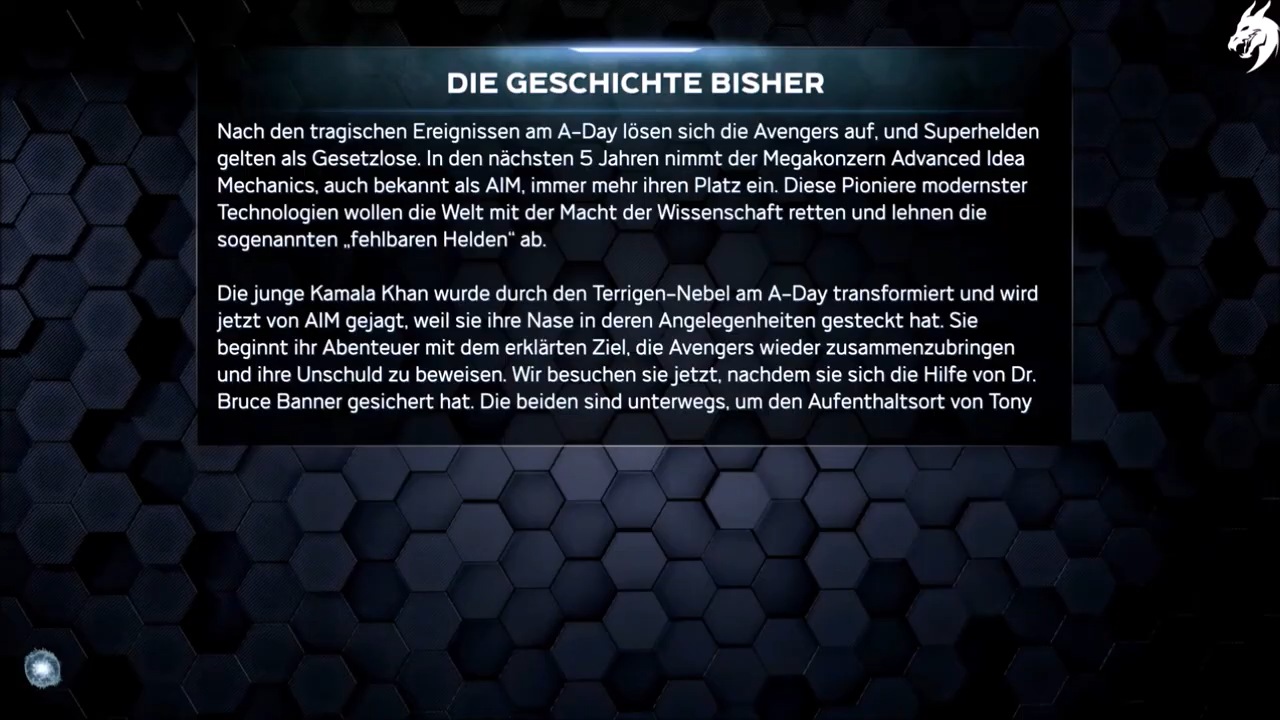 DIE GESCHICHTE BISHER
Nach den tragischen Ereignissen am A-Day lösen sich die Avengers auf, und Superhelden
gelten als Gesetzlose. In den nächsten 5 Jahren nimmt der Megakonzern Advanced Idea
Mechanics, auch bekannt als AIM, immer mehr ihren Platz ein. Diese Pioniere modernster
Technologien wollen die Welt mit der Macht der Wissenschaft retten und lehnen die
sogenannten „fehlbaren Helden“ ab.
Die junge Kamala Khan wurde durch den Terrigen-Nebel am A-Day transformiert und wird
jetzt von AIM gejagt, weil sie ihre Nase in deren Angelegenheiten gesteckt hat. Sie
beginnt ihr Abenteuer mit dem erklärten Ziel, die Avengers wieder zusammenzubringen
und ihre Unschuld zu beweisen. Wir besuchen sie jetzt, nachdem sie sich die Hilfe von Dr.
Bruce Banner gesichert hat. Die beiden sind unterwegs, um den Aufenthaltsort von Tony